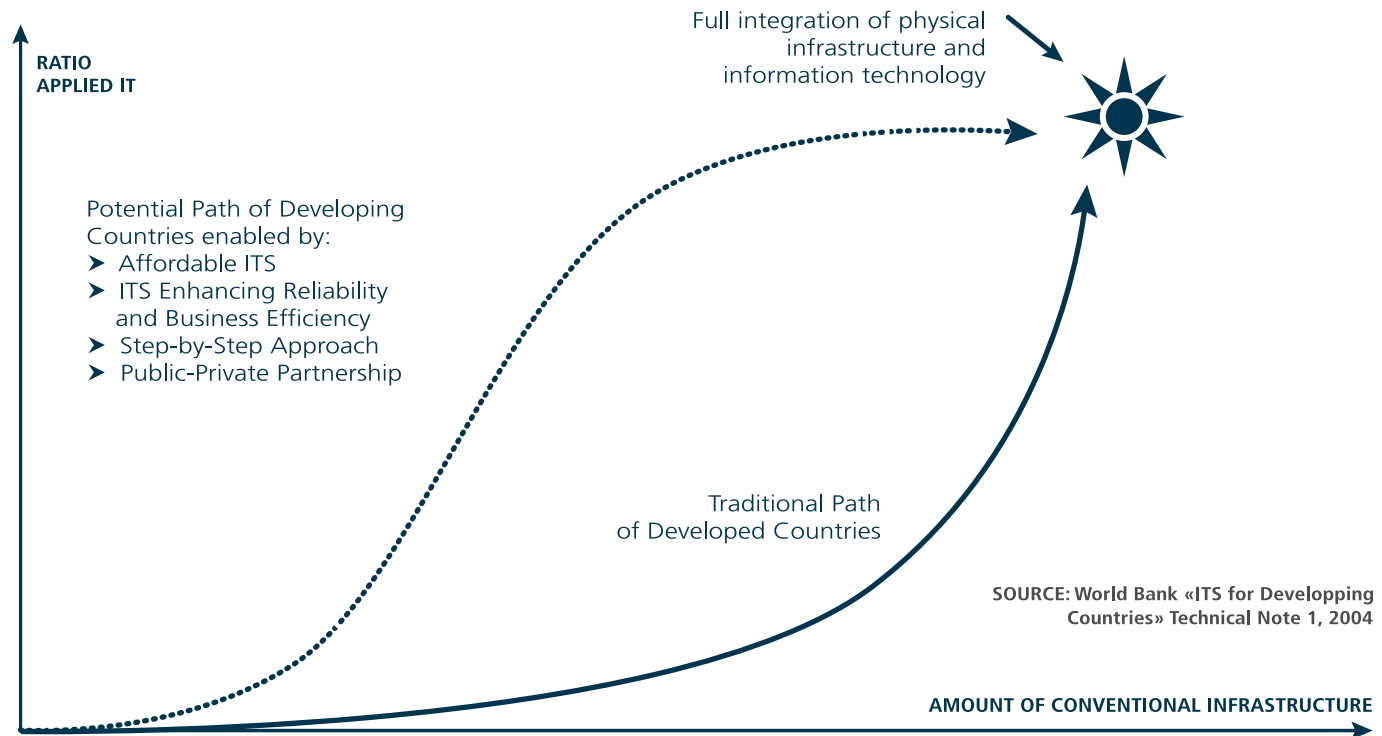 RATIO
APPLIED IT
Full integration of physical
infrastructure and
information technology
Potential Path of Developing
Countries enabled by:
➤ Affordable ITS
➤ ITS Enhancing Reliability
and Business Efficiency
➤ Step-by-Step Approach
➤ Public-Private Partnership
Traditional Path
of Developed Countries
SOURCE: World Bank «ITS for Developping
Countries» Technical Note 1, 2004
AMOUNT OF CONVENTIONAL INFRASTRUCTURE